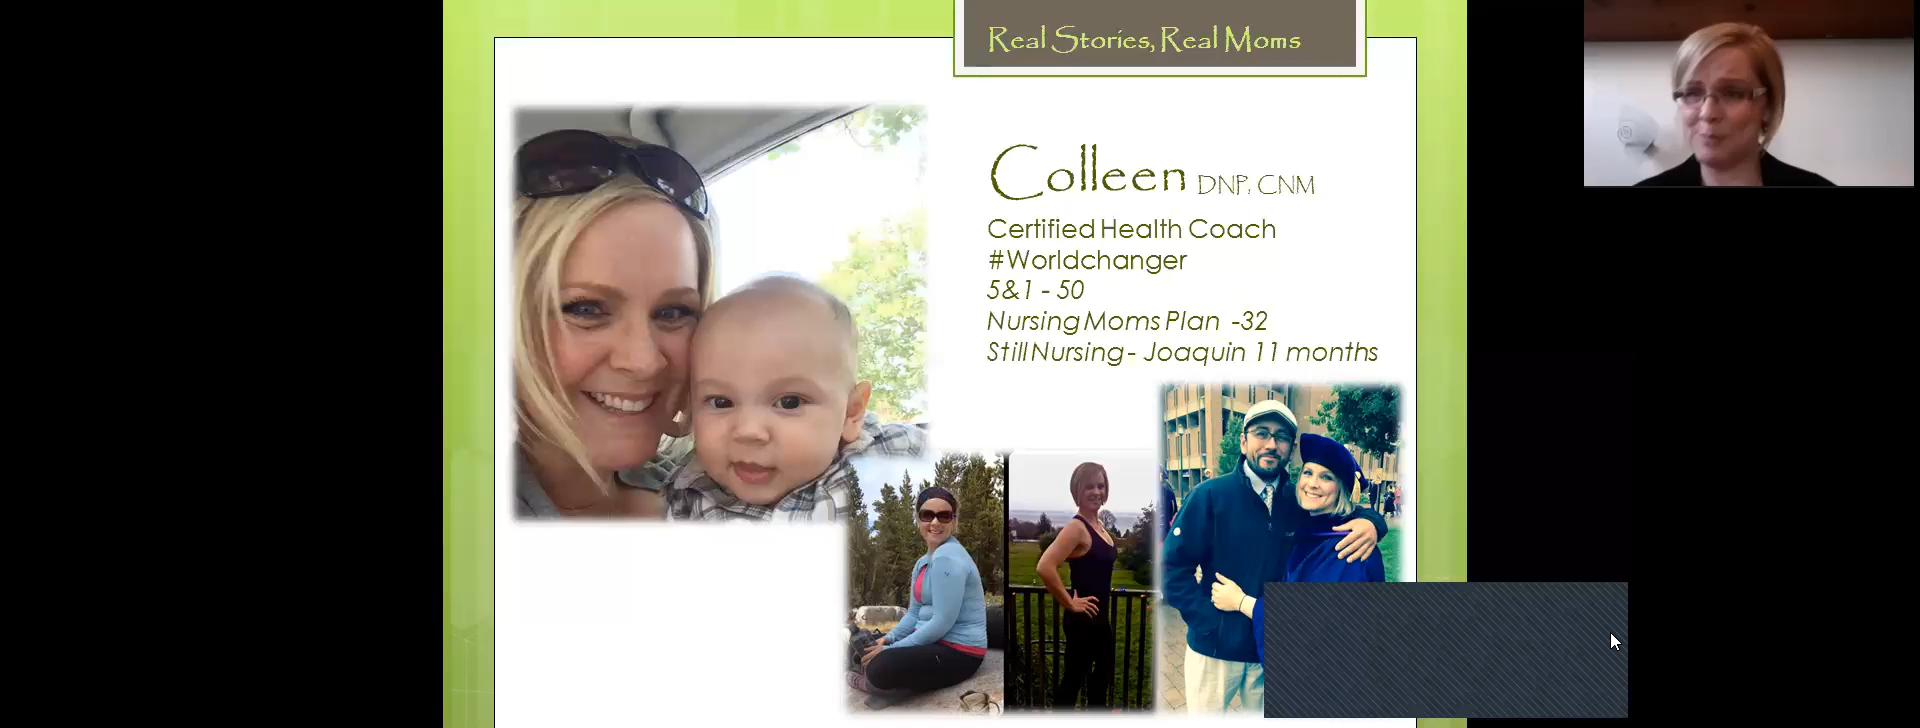 Real Stories, Real Moms
Colleen DNP, CNM
Certified Health Coach
#Worldchanger
5&1 - 50
Nursing Moms Plan -32
Still Nursing - Joaquin 11 months